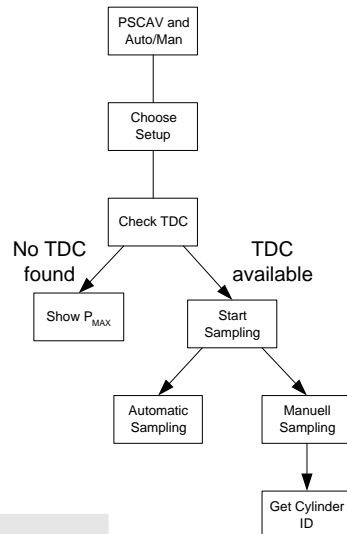 PSCAV and
Auto/Man
Choose
Setup
Check TDC
No TDC
found
TDC
available
Show PMAX
Start
Sampling
Automatic
Sampling
Manuell
Sampling
Get Cylinder
ID